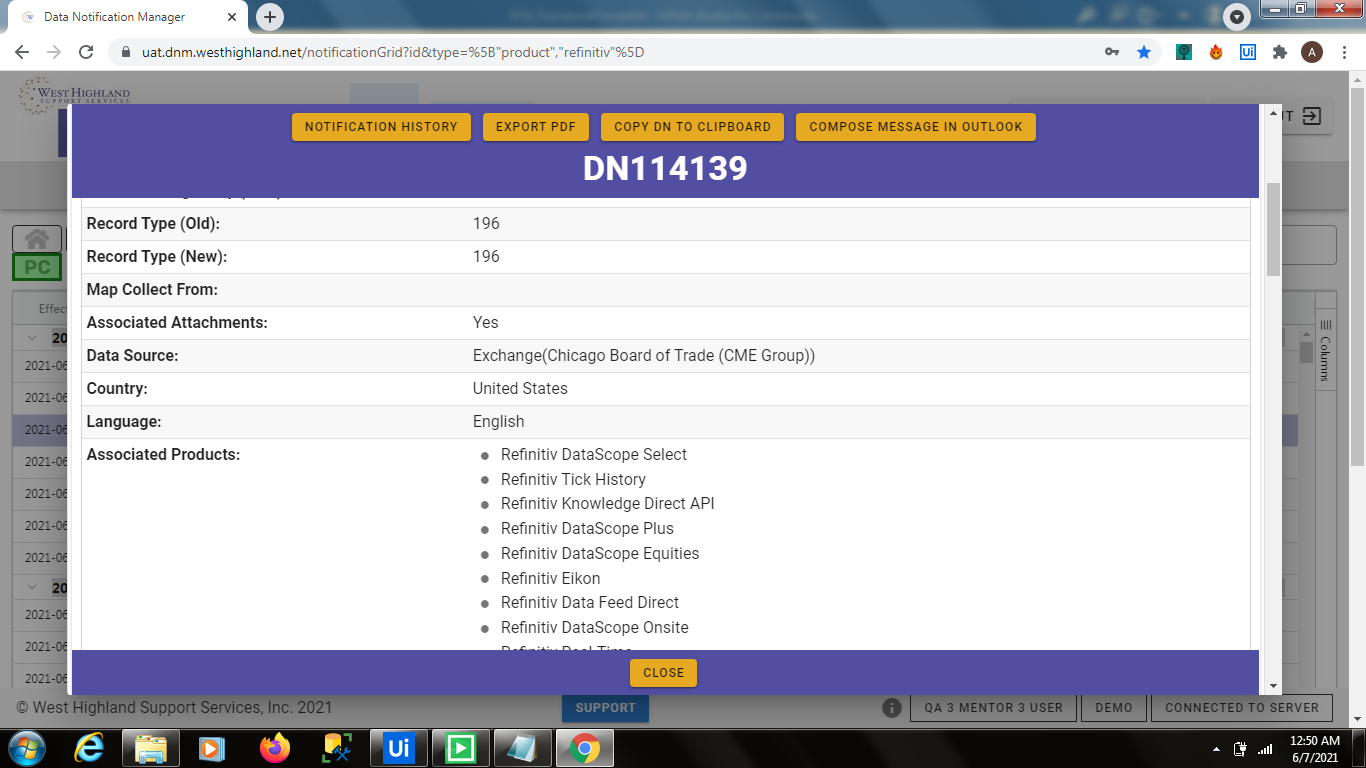 Data Notification Manager
uat.dnm.westhighland.net/notificationGrid?id&type=%5B"product","refinitiv"%5D
Ui
A
WEST HIGHLAND
SUPPORT SERVICES
NOTIFICATION HISTORY
EXPORT PDF
COPY DN TO CLIPBOARD
COMPOSE MESSAGE IN OUTLOOK
DN114139
Record Type (Old): 196
Record Type (New): 196
Map Collect From:
Associated Attachments: Yes
Data Source: Exchange(Chicago Board of Trade (CME Group))
Country: United States
Language: English
Associated Products:
Refinitiv DataScope Select
Refinitiv Tick History
Refinitiv Knowledge Direct API
Refinitiv DataScope Plus
Refinitiv DataScope Equities
Refinitiv Eikon
Refinitiv Data Feed Direct
Refinitiv DataScope Onsite
PC
Effec
20
2021-06
2021-06
2021-06
2021-06
2021-06
2021-06
2021-06
20
2021-06
2021-06
2021-06
Columns
CLOSE
© West Highland Support Services, Inc. 2021
SUPPORT
QA 3 MENTOR 3 USER
DEMO
CONNECTED TO SERVER
Ui
12:50 AM
6/7/2021